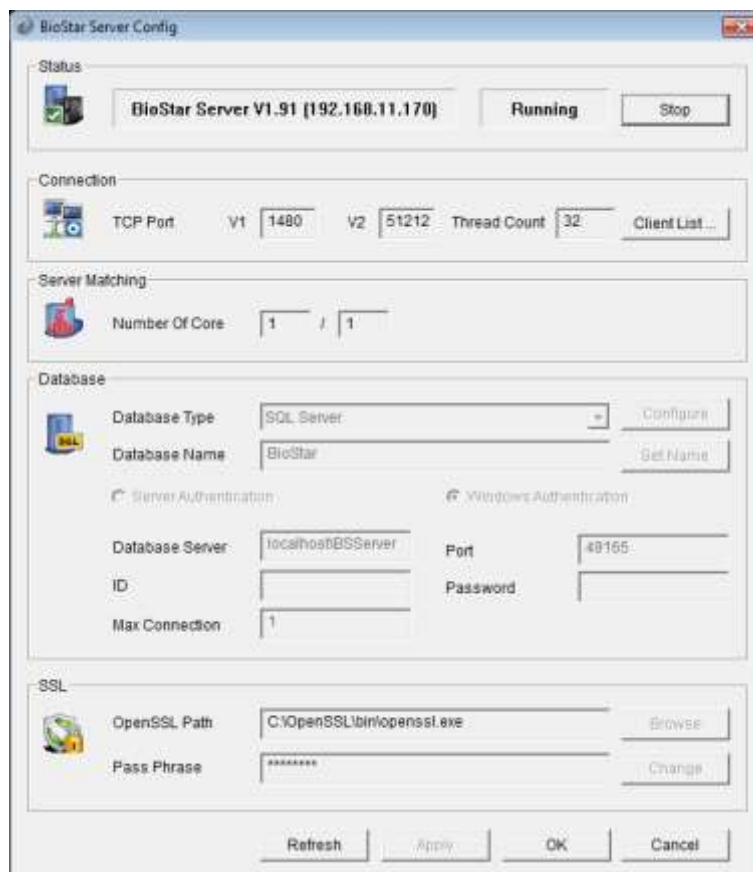 BioStar Server Config
Status
BioStar Server V1.91 (192.168.11.170) Running Stop
Connection
TCP Port V1 1480 V2 51212 Thread Count 32 Client List ...
Server Matching
Number Of Core 1 / 1
Database
Database Type SQL Server Configure
Database Name BioStar Set Name
Server Authentication Windows Authentication
Database Server localhost\BSServer Port 49165
ID Password
Max Connection 1
SSL
OpenSSL Path C:\OpenSSL\bin\openssl.exe Browse
Pass Phrase ******** Change
Refresh Apply OK Cancel